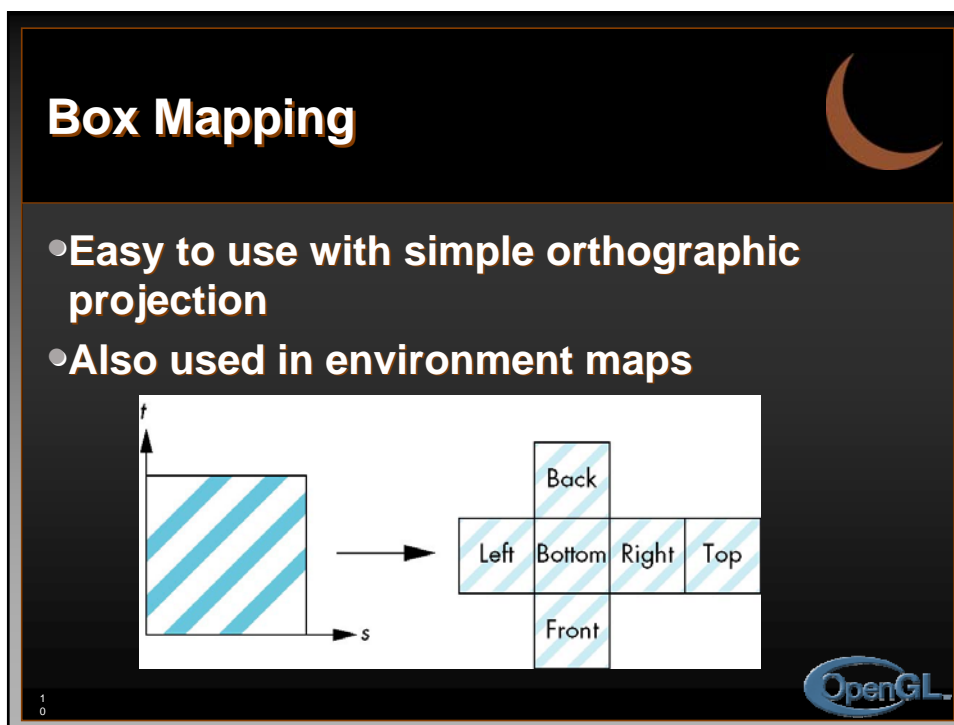 Box Mapping
Easy to use with simple orthographic
projection
Also used in environment maps
t
s
Back
Left Bottom Right Top
Front
1
0
OpenGL